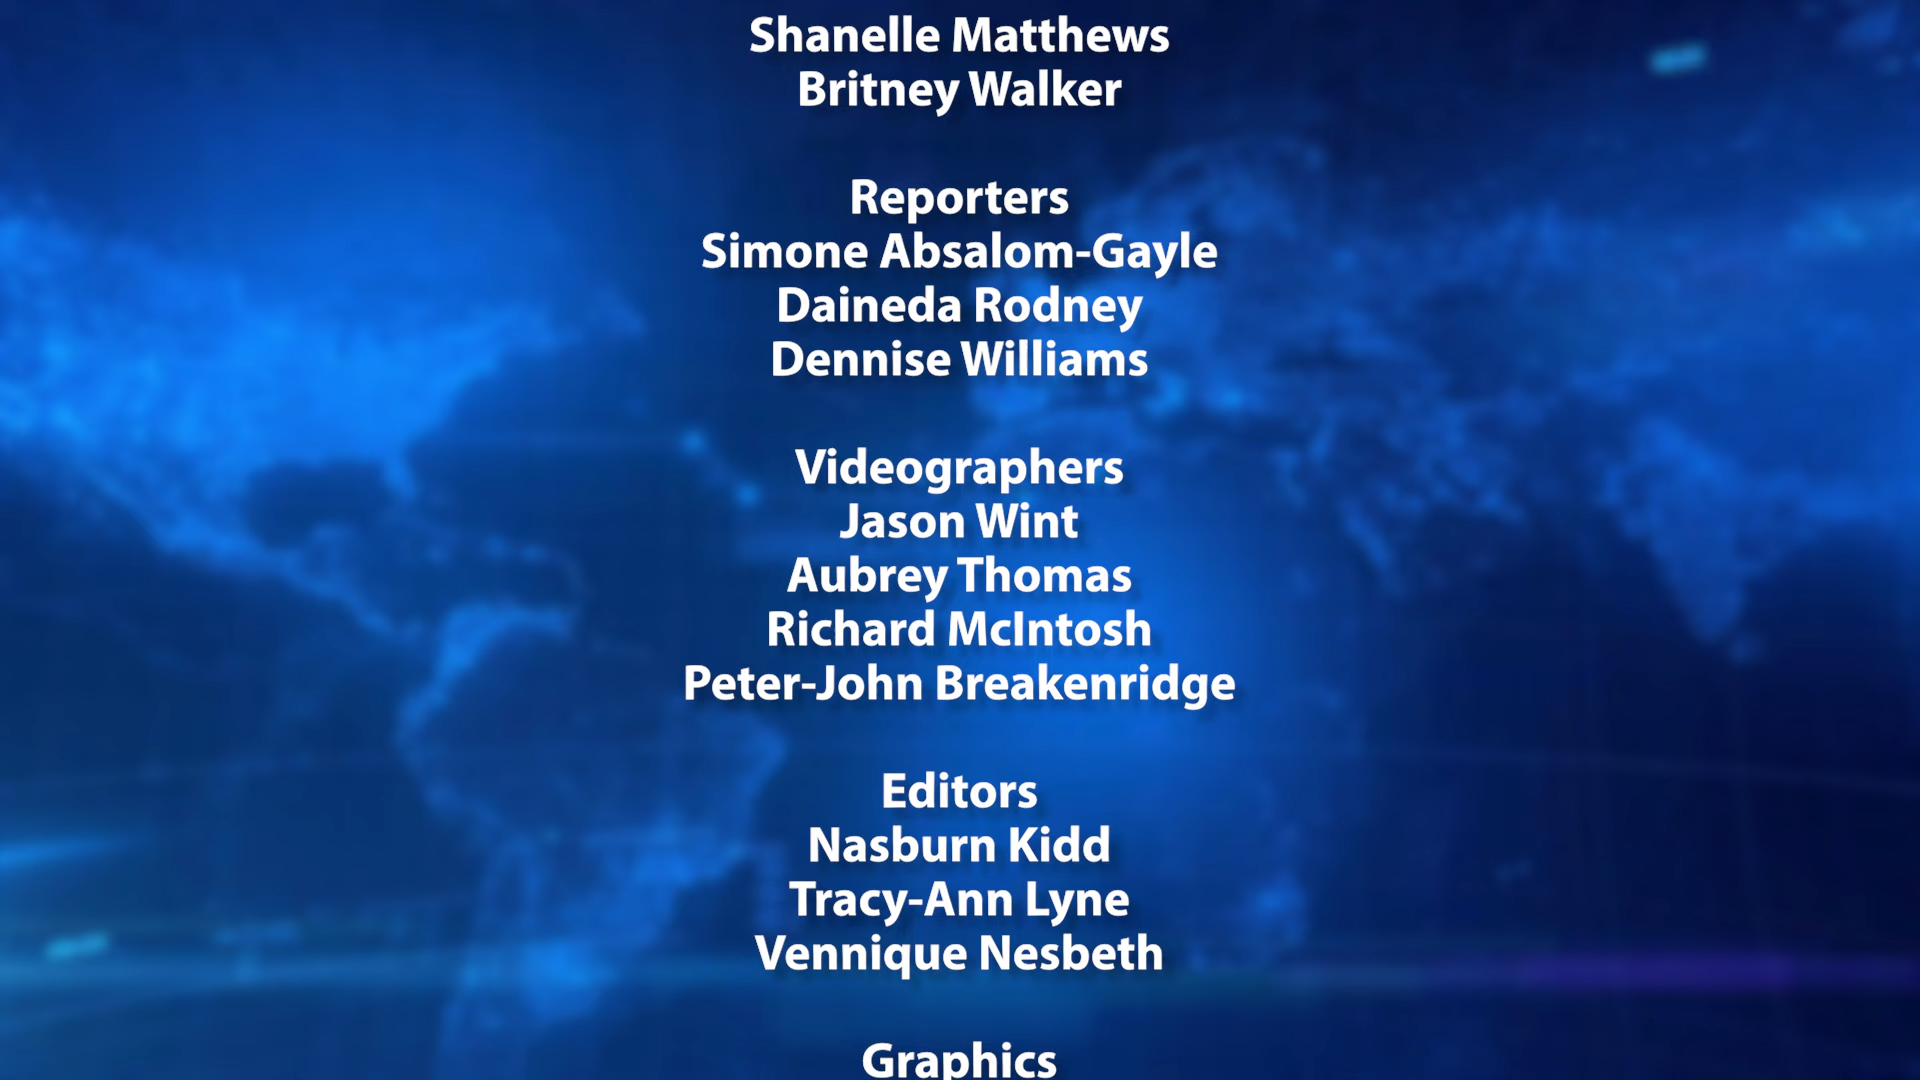 Shanelle Matthews
Britney Walker
Reporters
Simone Absalom-Gayle
Daineda Rodney
Dennise Williams
Videographers
Jason Wint
Aubrey Thomas
Richard McIntosh
Peter-John Breakenridge
Editors
Nasburn Kidd
Tracy-Ann Lyne
Vennique Nesbeth
Graphics